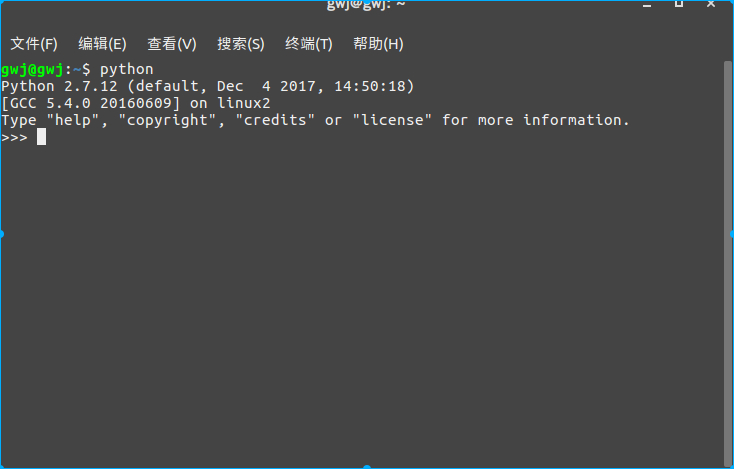 gwj@gwj: ~
文件(F) 编辑(E) 查看(V) 搜索(S) 终端(T) 帮助(H)
gwj@gwj:~$ python
Python 2.7.12 (default, Dec  4 2017, 14:50:18)
[GCC 5.4.0 20160609] on linux2
Type "help", "copyright", "credits" or "license" for more information.
>>>